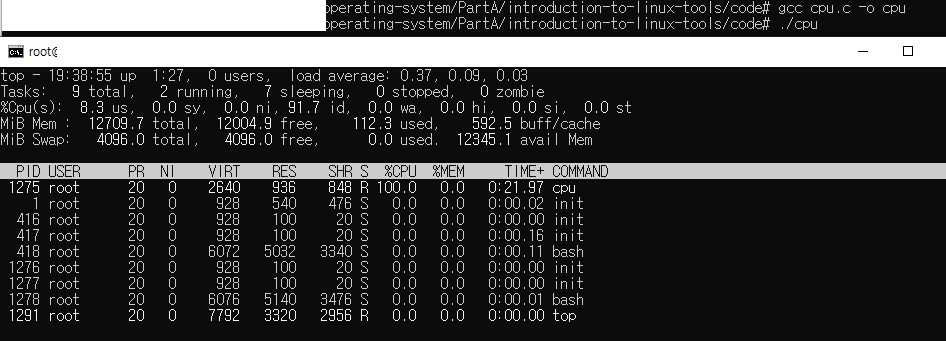 operating-system/PartA/introduction-to-linux-tools/code# gcc cpu.c -o cpu
operating-system/PartA/introduction-to-linux-tools/code# ./cpu
root@
top - 19:38:55 up  1:27,  0 users,  load average: 0.37, 0.09, 0.03
Tasks:   9 total,   2 running,   7 sleeping,   0 stopped,   0 zombie
%Cpu(s):  8.3 us,  0.0 sy,  0.0 ni, 91.7 id,  0.0 wa,  0.0 hi,  0.0 si,  0.0 st
MiB Mem :  12709.7 total,  12004.9 free,    112.3 used,    592.5 buff/cache
MiB Swap:   4096.0 total,   4096.0 free,      0.0 used.  12345.1 avail Mem
PID USER      PR  NI    VIRT    RES    SHR S  %CPU  %MEM     TIME+ COMMAND
1275 root      20   0    2640    936    848 R 100.0   0.0   0:21.97 cpu
1 root      20   0     928    540    476 S   0.0   0.0   0:00.02 init
416 root      20   0     928    100     20 S   0.0   0.0   0:00.00 init
417 root      20   0     928    100     20 S   0.0   0.0   0:00.16 init
418 root      20   0    6072   5032   3340 S   0.0   0.0   0:00.11 bash
1276 root      20   0     928    100     20 S   0.0   0.0   0:00.00 init
1277 root      20   0     928    100     20 S   0.0   0.0   0:00.00 init
1278 root      20   0    6076   5140   3476 S   0.0   0.0   0:00.01 bash
1291 root      20   0    7792   3320   2956 R   0.0   0.0   0:00.00 top